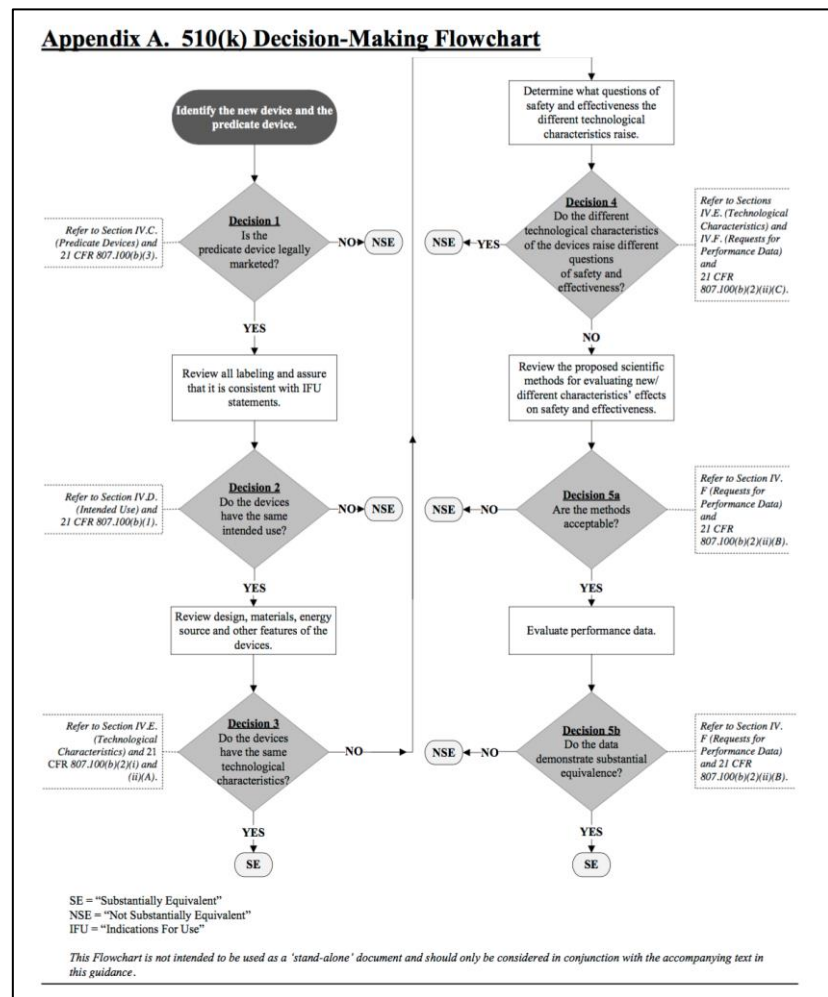 Appendix A. 510(k) Decision-Making Flowchart
Identify the new device and the
predicate device.
Refer to Section IV.C.
(Predicate Devices) and
21 CFR 807.100(b)(3).
Decision 1
Is the
predicate device legally
marketed?
NO
NSE
YES
Review all labeling and assure
that it is consistent with IFU
statements.
Refer to Section IV.D.
(Intended Use) and
21 CFR 807.100(b)(1).
Decision 2
Do the devices
have the same
intended use?
NO
NSE
YES
Review design, materials, energy
source and other features of the
devices.
Refer to Section IV.E.
(Technological
Characteristics) and 21
CFR 807.100(b)(2)(i) and
(ii)(A).
Decision 3
Do the devices
have the same
technological
characteristics?
NO
YES
SE
Determine what questions of
safety and effectiveness the
different technological
characteristics raise.
Decision 4
Do the different
technological characteristics
of the devices raise different
questions
of safety and
effectiveness?
NSE
YES
Refer to Sections
IV.E. (Technological
Characteristics) and
IV.F. (Requests for
Performance Data)
and
21 CFR
807.100(b)(2)(ii)(C).
NO
Review the proposed scientific
methods for evaluating new/
different characteristics’ effects
on safety and effectiveness.
NSE
NO
Decision 5a
Are the methods
acceptable?
Refer to Section IV.
F (Requests for
Performance Data)
and
21 CFR
807.100(b)(2)(ii)(B).
YES
Evaluate performance data.
NSE
NO
Decision 5b
Do the data
demonstrate substantial
equivalence?
Refer to Section IV.
F (Requests for
Performance Data)
and 21 CFR
807.100(b)(2)(ii)(B).
YES
SE
SE = “Substantially Equivalent”
NSE = “Not Substantially Equivalent”
IFU = “Indications For Use”
This Flowchart is not intended to be used as a ‘stand-alone’ document and should only be considered in conjunction with the accompanying text in
this guidance.